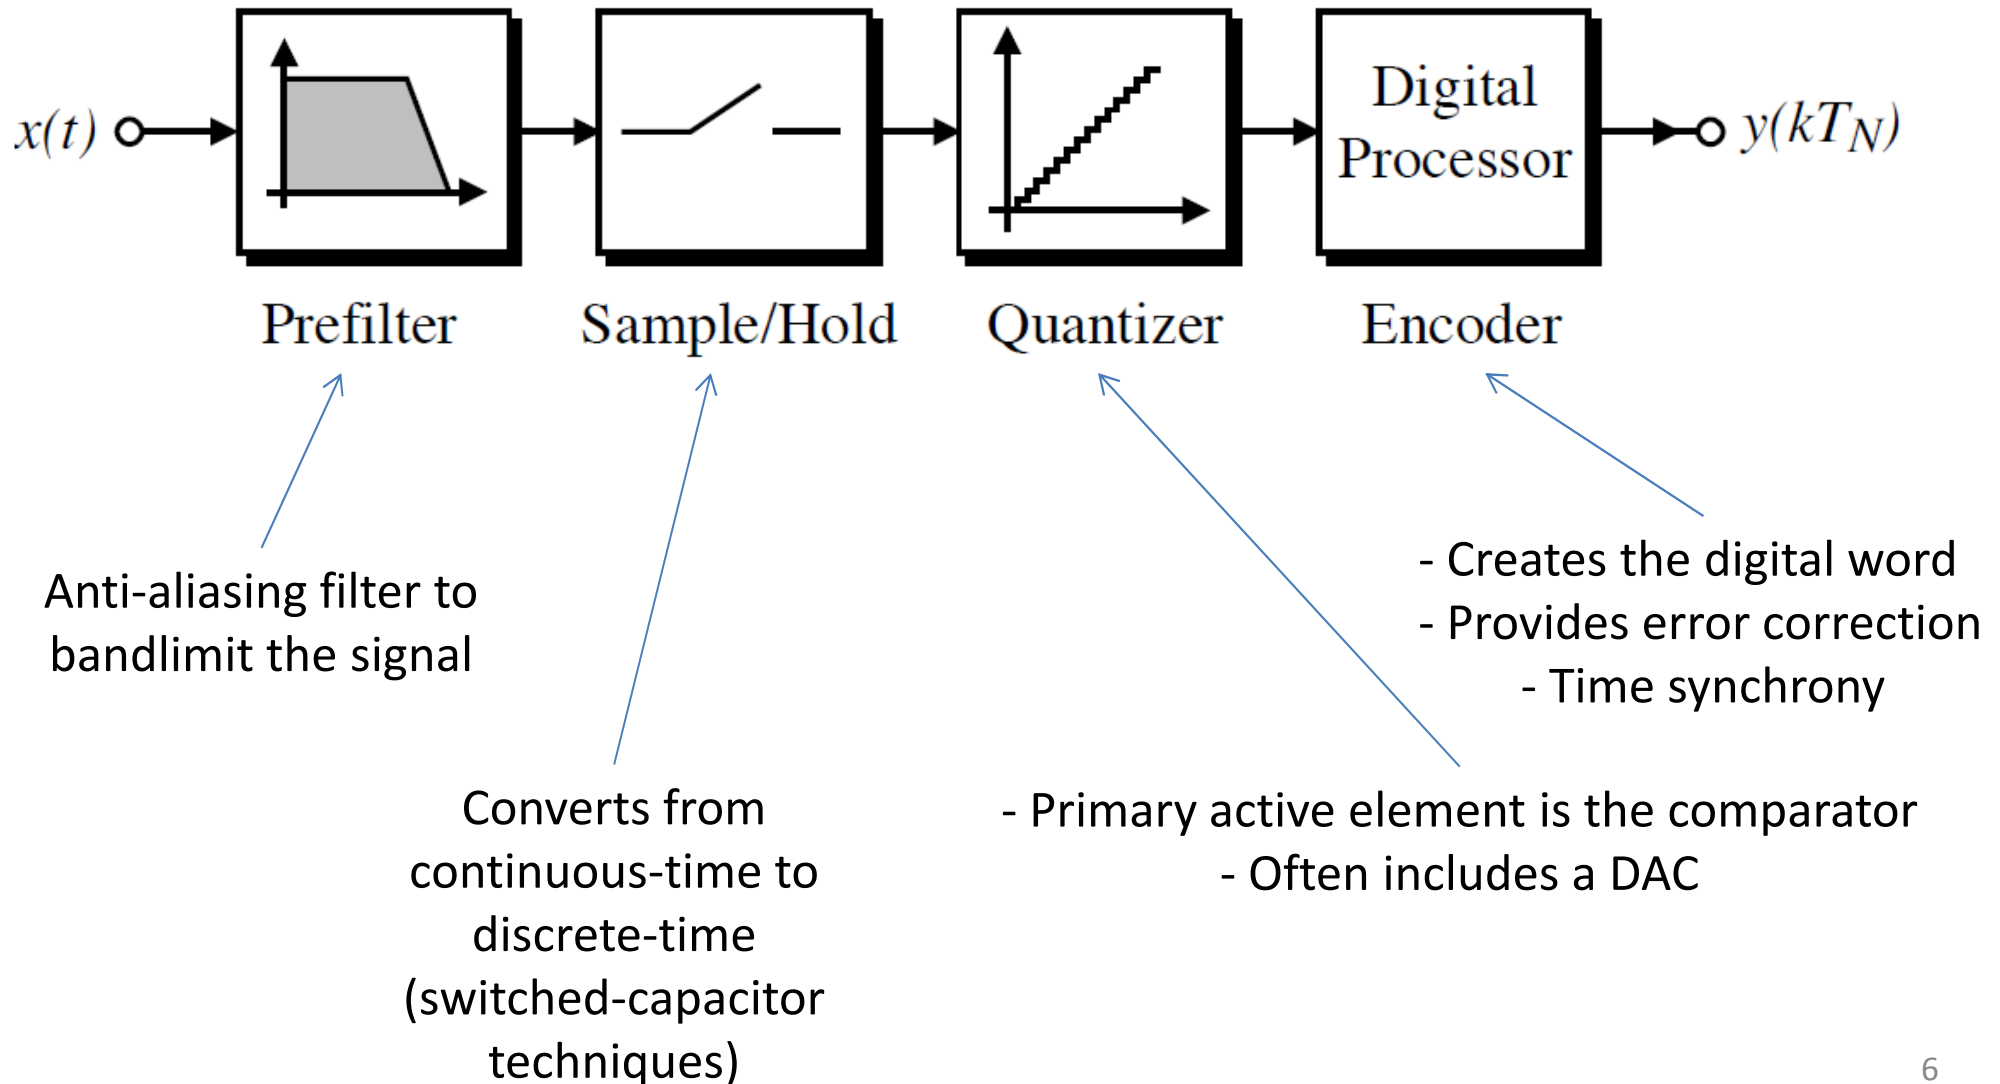 x(t)
Digital
Processor
y(kT_N)
Prefilter
Sample/Hold
Quantizer
Encoder
Anti-aliasing filter to
bandlimit the signal
Converts from
continuous-time to
discrete-time
(switched-capacitor
techniques)
- Primary active element is the comparator
- Often includes a DAC
- Creates the digital word
- Provides error correction
- Time synchrony
6